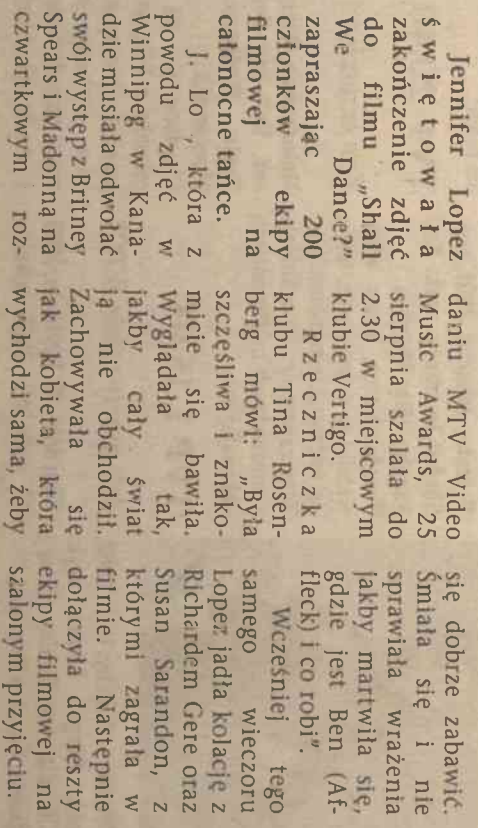 Jennifer Lopez
świętowała
zakończenie zdjęć
do filmu „Shall
We Dance?"
zapraszając 200
członków ekipy
filmowej na
całonocne tańce.
J. Lo , która z
powodu zdjęć w
Winnipeg w Kana-
dzie musiała odwołać
swój występ z Britney
Spears i Madonną na
czwartkowym roz-
daniu MTV Video
Music Awards, 25
sierpnia szalała do
2.30 w miejscowym
klubie Vertigo.
Rzeczniczka
klubu Tina Rosen-
berg mówi: „Była
szczęśliwa i znako-
micie się bawiła.
Wyglądała tak,
jakby cały świat
ją nie obchodził.
Zachowywała się
jak kobieta, która
wychodzi sama, żeby
się dobrze zabawić.
Śmiała się i nie
sprawiała wrażenia
jakby martwiła się,
gdzie jest Ben (Af-
fleck) i co robi".
Wcześniej tego
samego wieczoru
Lopez jadła kolację z
Richardem Gere oraz
Susan Sarandon, z
którymi zagrała w
filmie. Następnie
dołączyła do reszty
ekipy filmowej na
szalonym przyjęciu.